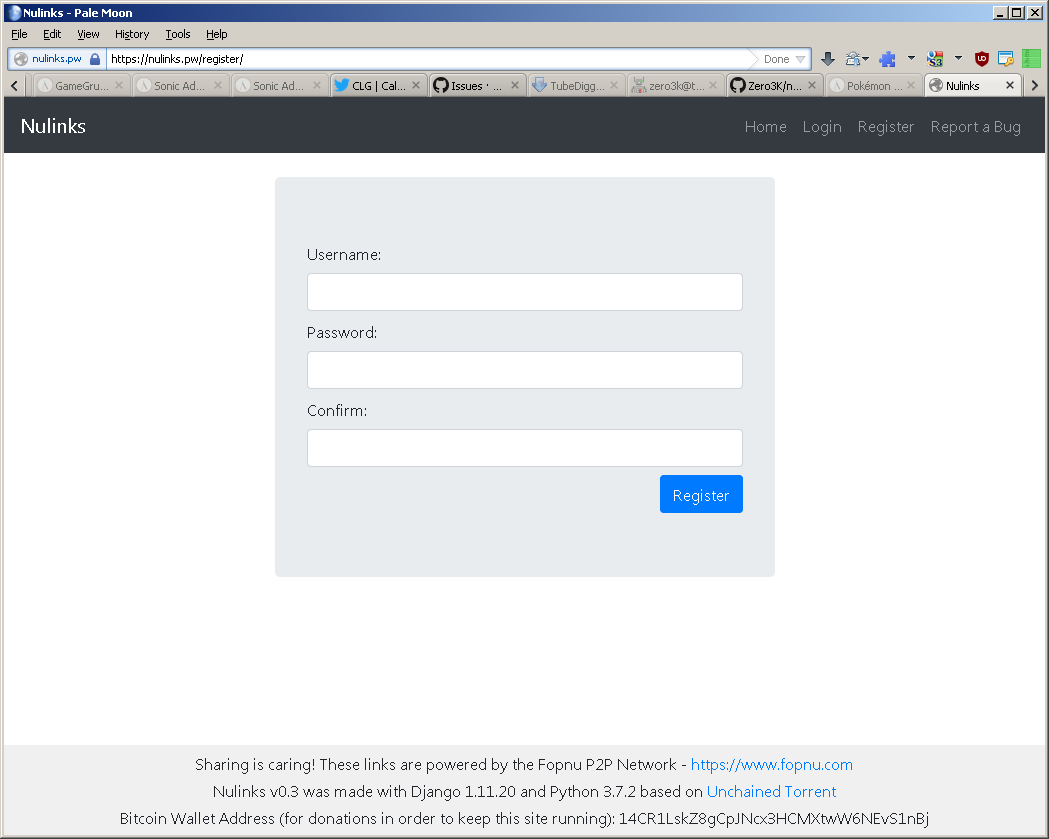 Nulinks - Pale Moon
File Edit View History Tools Help
nulinks.pw https://nulinks.pw/register/ Done
GameGru... Sonic Ad... Sonic Ad... CLG | Cal... Issues · ... TubeDigg... zero3k@t... Zero3K/n... Pokémon ... Nulinks
Nulinks Home Login Register Report a Bug
Username:
Password:
Confirm:
Register
Sharing is caring! These links are powered by the Fopnu P2P Network - https://www.fopnu.com
Nulinks v0.3 was made with Django 1.11.20 and Python 3.7.2 based on Unchained Torrent
Bitcoin Wallet Address (for donations in order to keep this site running): 14CR1LskZ8gCpJNcx3HCMXtwW6NEvS1nBj